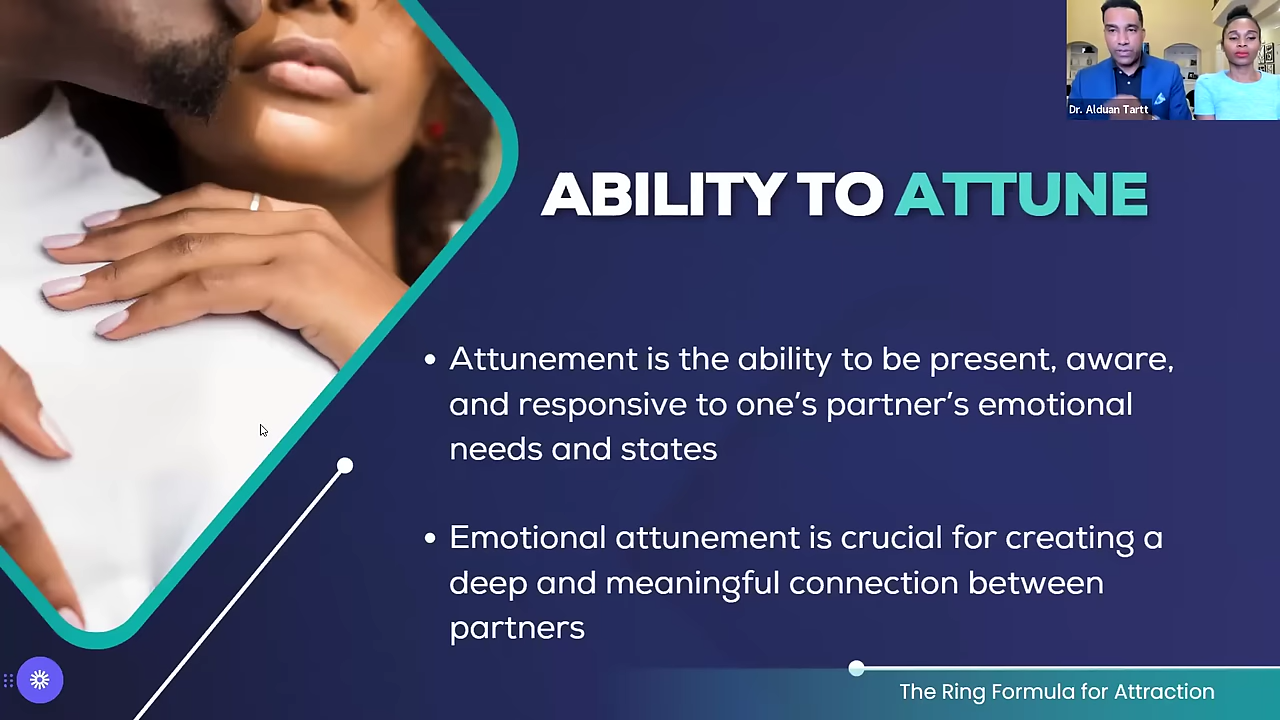 Dr. Alduan Tartt
ABILITY TO ATTUNE
• Attunement is the ability to be present, aware,
and responsive to one’s partner’s emotional
needs and states
• Emotional attunement is crucial for creating a
deep and meaningful connection between
partners
The Ring Formula for Attraction